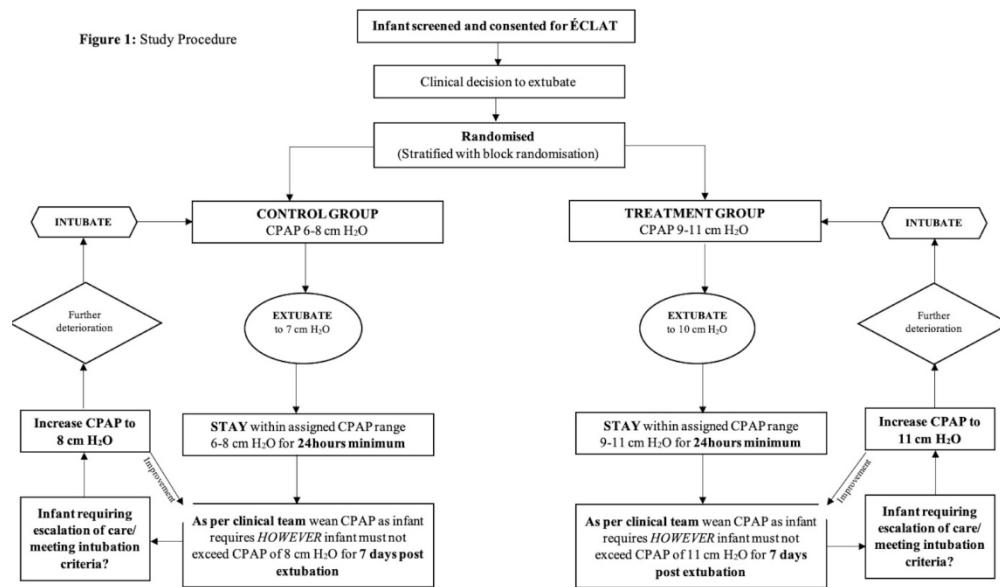 Infant screened and consented for ÉCLAT
Figure 1: Study Procedure
Clinical decision to extubate
Randomised
(Stratified with block randomisation)
INTUBATE
CONTROL GROUP
CPAP 6-8 cm H₂O
TREATMENT GROUP
CPAP 9-11 cm H₂O
INTUBATE
Further
deterioration
EXTUBATE
to 7 cm H₂O
EXTUBATE
to 10 cm H₂O
Further
deterioration
Increase CPAP to
8 cm H₂O
STAY within assigned CPAP range
6-8 cm H₂O for 24hours minimum
STAY within assigned CPAP range
9-11 cm H₂O for 24hours minimum
Increase CPAP to
11 cm H₂O
Improvement
Improvement
Infant requiring
escalation of care/
meeting intubation
criteria?
As per clinical team wean CPAP as infant
requires HOWEVER infant must not
exceed CPAP of 8 cm H₂O for 7 days post
extubation
As per clinical team wean CPAP as infant
requires HOWEVER infant must not
exceed CPAP of 11 cm H₂O for 7 days
post extubation
Infant requiring
escalation of care/
meeting intubation
criteria?